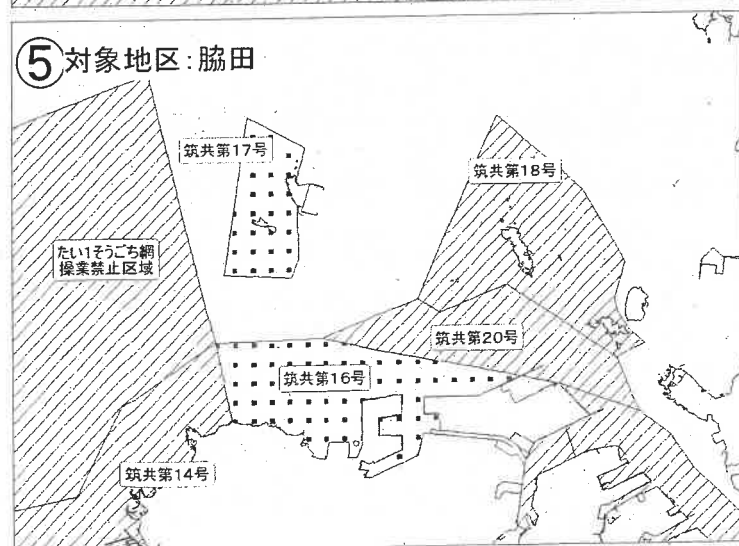 ⑤対象地区:脇田
筑共第17号
筑共第18号
たい1そうごち網
操業禁止区域
筑共第20号
筑共第16号
筑共第14号